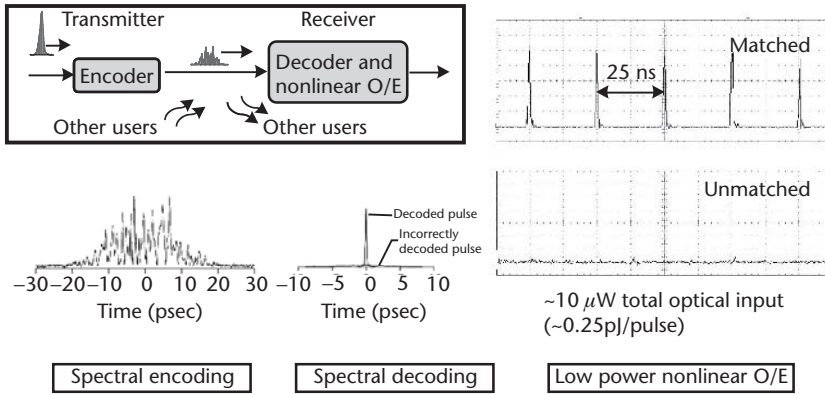 Transmitter
Receiver
Encoder
Decoder and
nonlinear O/E
Other users
Other users
Matched
25 ns
Unmatched
Decoded pulse
Incorrectly
decoded pulse
−30 −20 −10 0 10 20 30
Time (psec)
−10 −5 0 5 10
Time (psec)
~10 μW total optical input
(~0.25pJ/pulse)
Spectral encoding
Spectral decoding
Low power nonlinear O/E